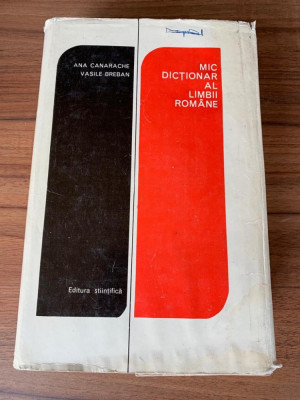 ANA CANARACHE
VASILE BREBAN
MIC
DICȚIONAR
AL
LIMBII
ROMÂNE
Editura științifică